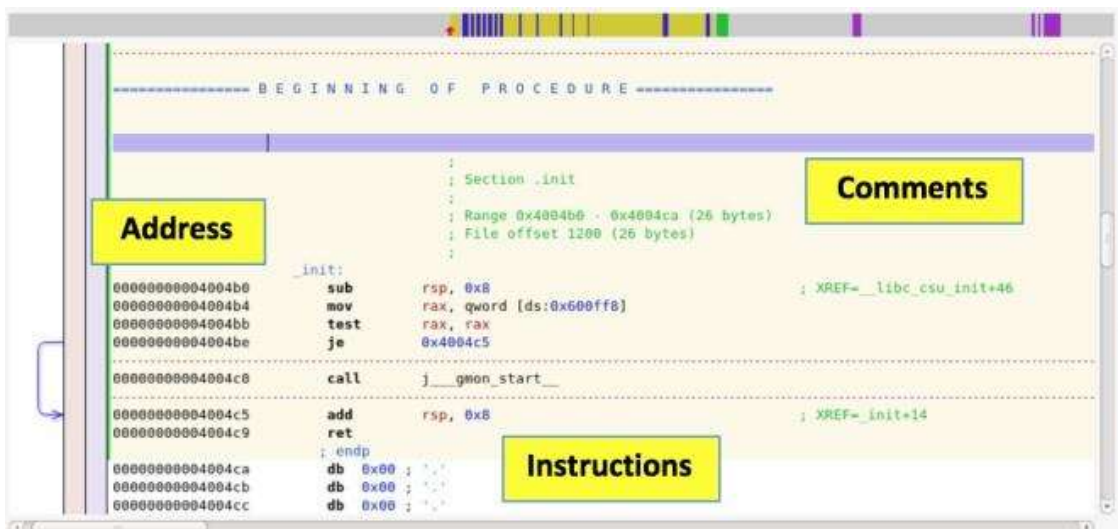 ================ B E G I N N I N G   O F   P R O C E D U R E ================
;
; Section .init
;
Comments
; Range 0x4004b0 - 0x4004ca (26 bytes)
Address
; File offset 1200 (26 bytes)
;
_init:
00000000004004b0 sub rsp, 0x8 ; XREF=__libc_csu_init+46
00000000004004b4 mov rax, qword [ds:0x600ff8]
00000000004004bb test rax, rax
00000000004004be je 0x4004c5
00000000004004c0 call j___gmon_start__
00000000004004c5 add rsp, 0x8 ; XREF=_init+14
00000000004004c9 ret
; endp
Instructions
00000000004004ca db 0x00 ; '.'
00000000004004cb db 0x00 ; '.'
00000000004004cc db 0x00 ; '.'